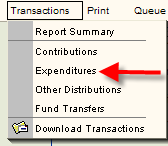 Transactions Print Queue
Report Summary
Contributions
Expenditures
Other Distributions
Fund Transfers
Download Transactions